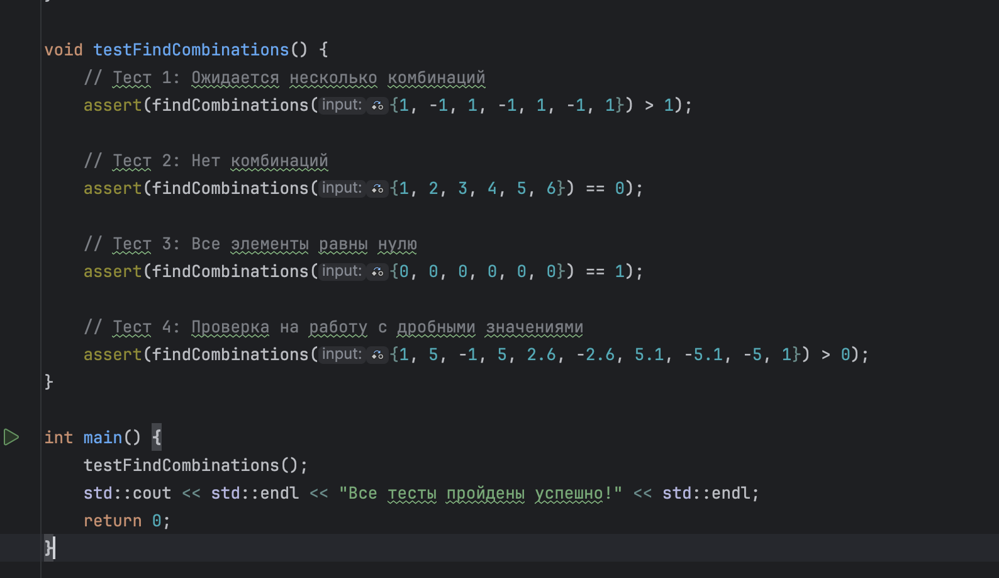 }
void testFindCombinations() {
// Тест 1: Ожидается несколько комбинаций
assert(findCombinations( input: {1, -1, 1, -1, 1, -1, 1}) > 1);
// Тест 2: Нет комбинаций
assert(findCombinations( input: {1, 2, 3, 4, 5, 6}) == 0);
// Тест 3: Все элементы равны нулю
assert(findCombinations( input: {0, 0, 0, 0, 0, 0}) == 1);
// Тест 4: Проверка на работу с дробными значениями
assert(findCombinations( input: {1, 5, -1, 5, 2.6, -2.6, 5.1, -5.1, -5, 1}) > 0);
}
int main() {
testFindCombinations();
std::cout << std::endl << "Все тесты пройдены успешно!" << std::endl;
return 0;
}